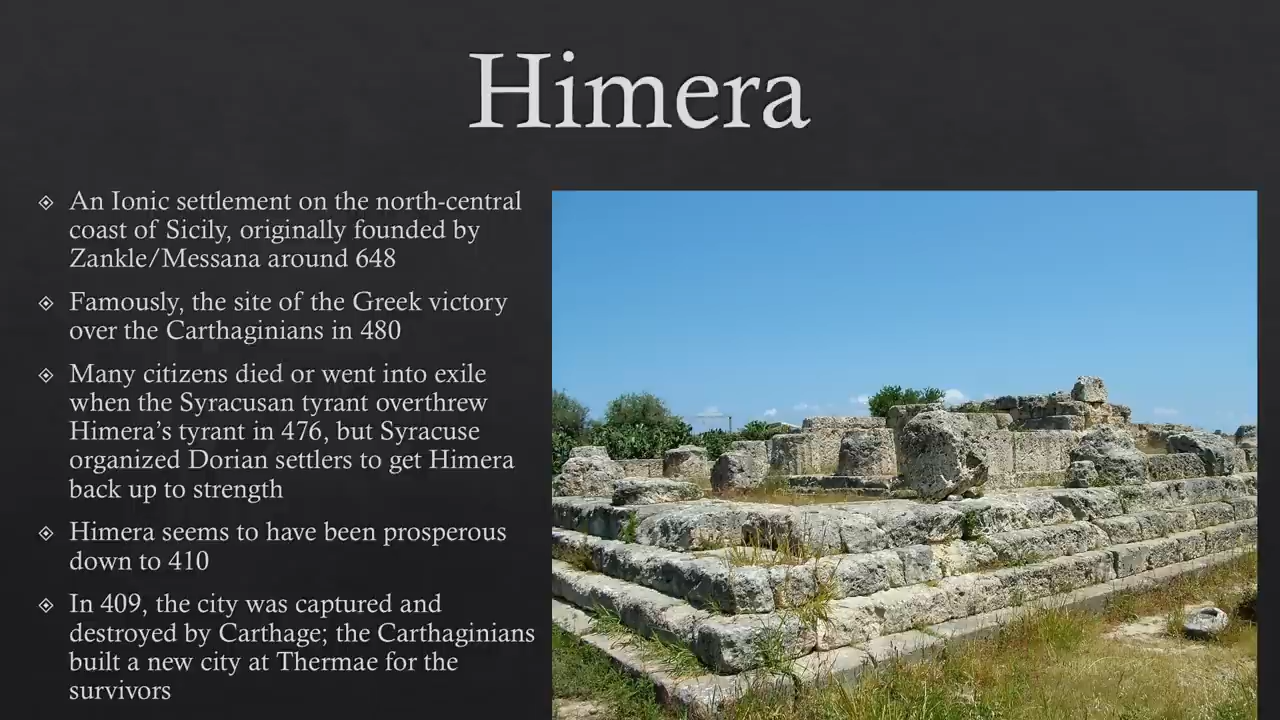 Himera
An Ionic settlement on the north-central
coast of Sicily, originally founded by
Zankle/Messana around 648
Famously, the site of the Greek victory
over the Carthaginians in 480
Many citizens died or went into exile
when the Syracusan tyrant overthrew
Himera's tyrant in 476, but Syracuse
organized Dorian settlers to get Himera
back up to strength
Himera seems to have been prosperous
down to 410
In 409, the city was captured and
destroyed by Carthage; the Carthaginians
built a new city at Thermae for the
survivors